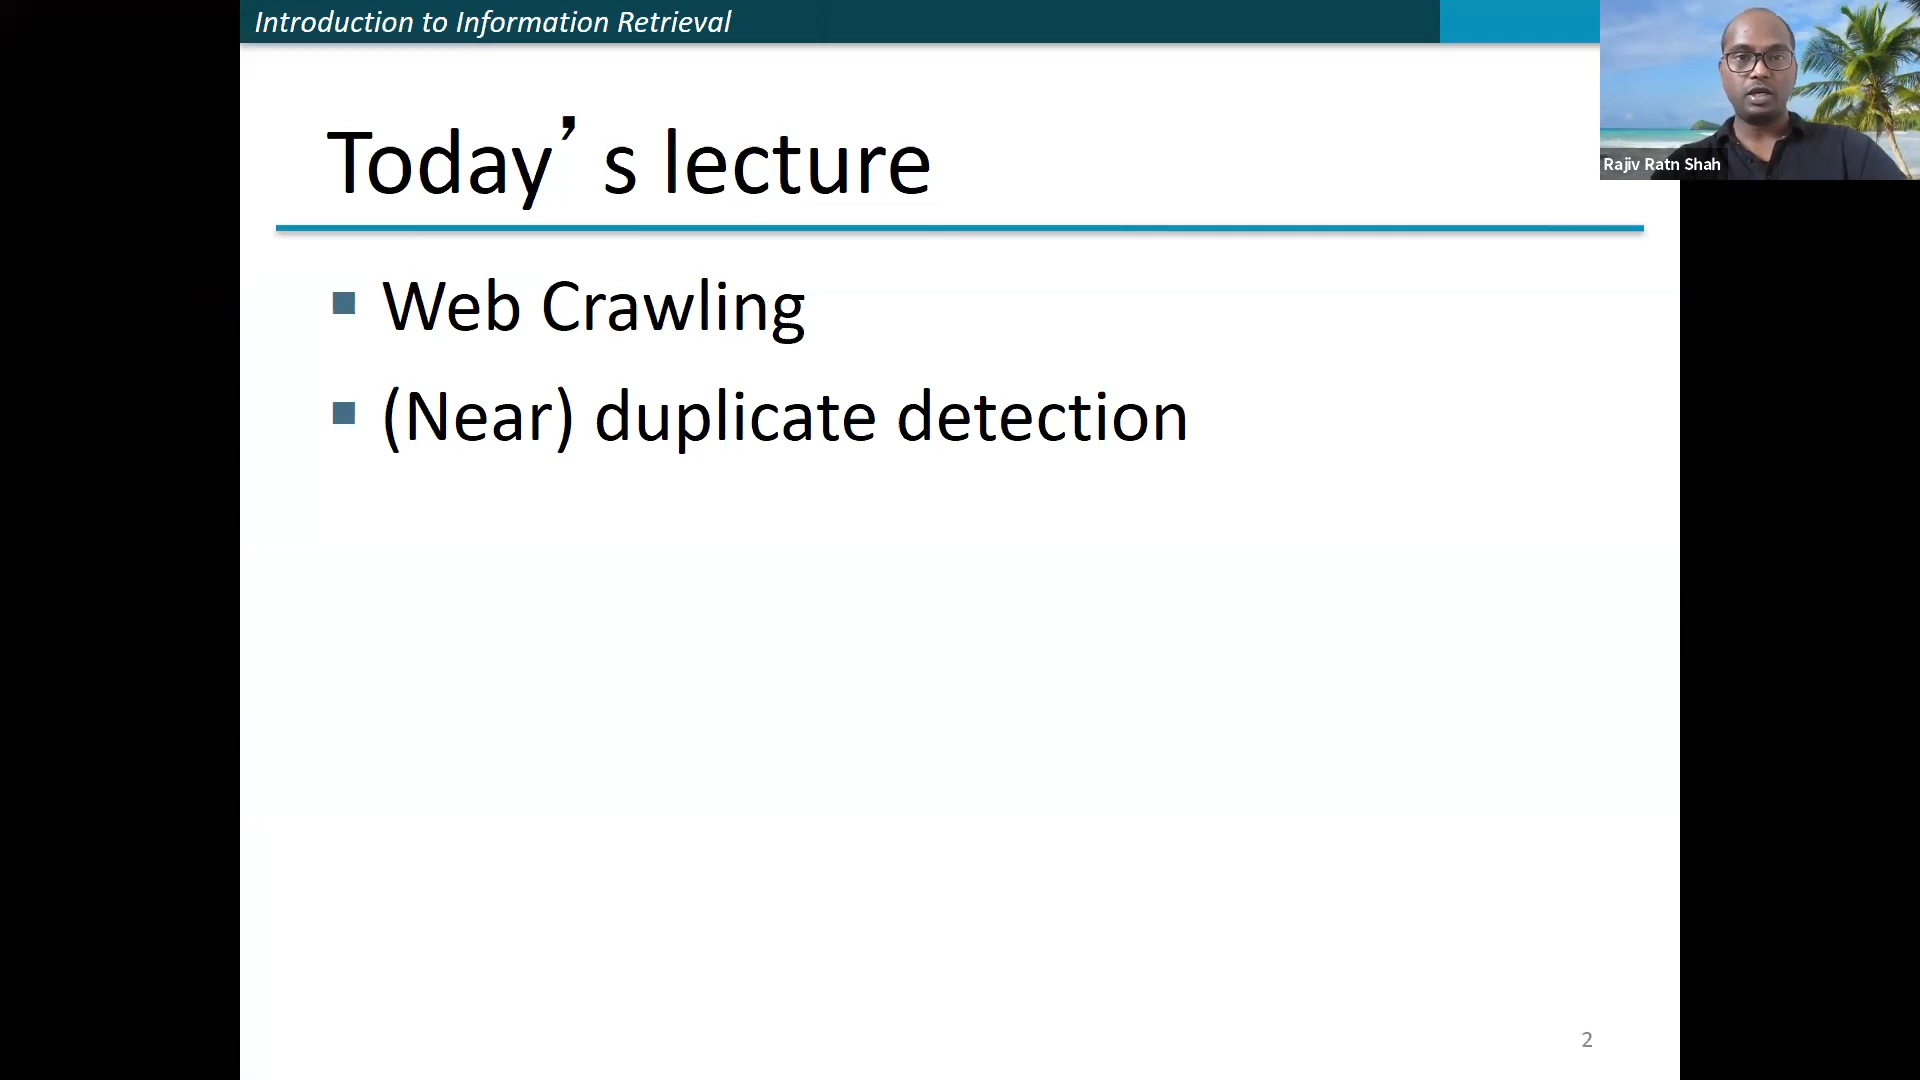 Introduction to Information Retrieval
Rajiv Ratn Shah
Today’s lecture
Web Crawling
(Near) duplicate detection
2